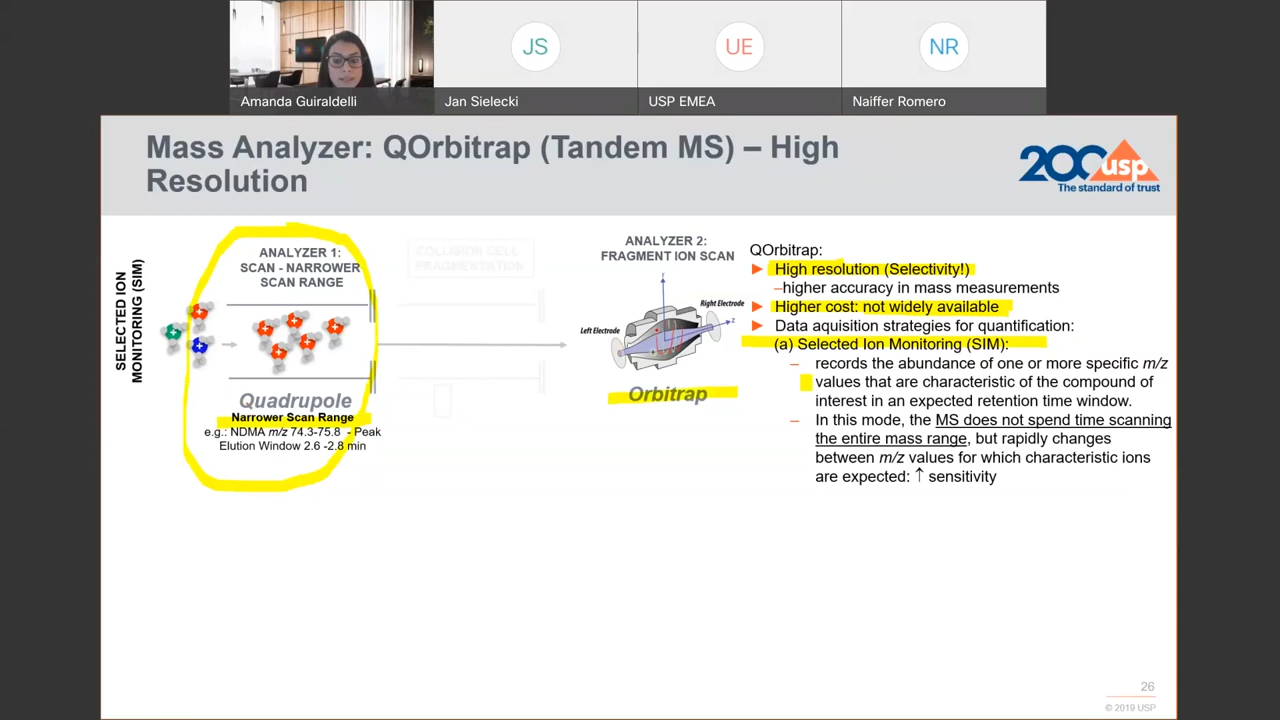 JS
UE
NR
Amanda Guiraldelli
Jan Sielecki
USP EMEA
Naiffer Romero
Mass Analyzer: QOrbitrap (Tandem MS) – High
Resolution
200 usp
The standard of trust
SELECTED ION
MONITORING (SIM)
ANALYZER 1:
SCAN - NARROWER
SCAN RANGE
Quadrupole
Narrower Scan Range
e.g.: NDMA m/z 74.3-75.8 - Peak
Elution Window 2.6 -2.8 min
COLLISION CELL
FRAGMENTATION
ANALYZER 2:
FRAGMENT ION SCAN
r
Right Electrode
z
Left Electrode
Orbitrap
QOrbitrap:
High resolution (Selectivity!)
–higher accuracy in mass measurements
Higher cost: not widely available
Data aquisition strategies for quantification:
(a) Selected Ion Monitoring (SIM):
– records the abundance of one or more specific m/z
values that are characteristic of the compound of
interest in an expected retention time window.
– In this mode, the MS does not spend time scanning
the entire mass range, but rapidly changes
between m/z values for which characteristic ions
are expected: ↑ sensitivity
26
© 2019 USP